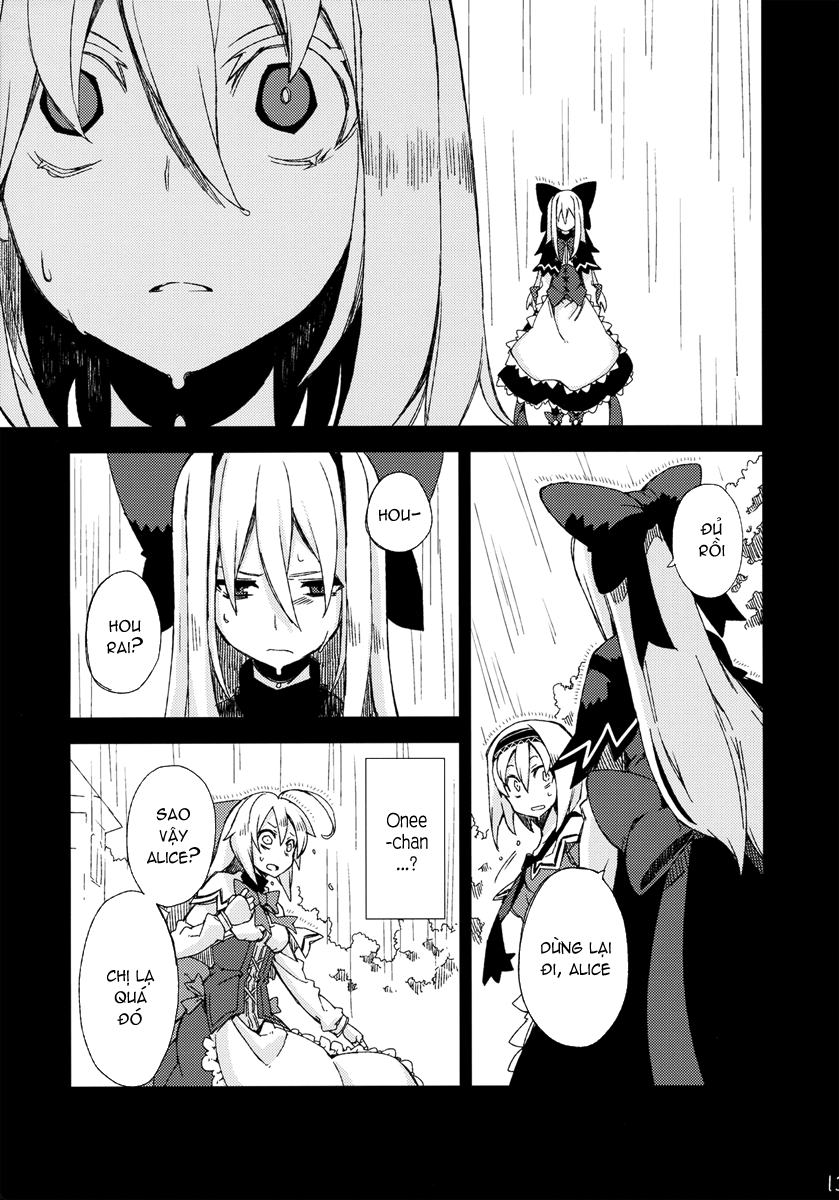 ĐỦ
RỒI
DỪNG LẠI
ĐI, ALICE
HOU-
HOU
RAI?
Onee
-chan
...?
SAO
VẬY
ALICE?
CHỊ LẠ
QUÁ
ĐÓ